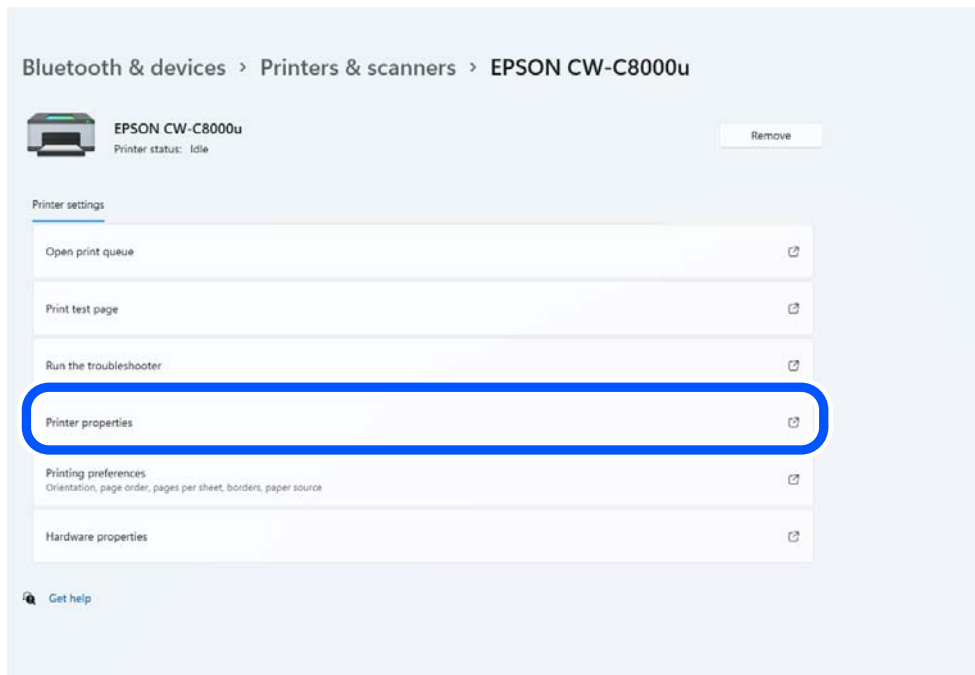 Bluetooth & devices > Printers & scanners > EPSON CW-C8000u
EPSON CW-C8000u
Printer status: Idle
Remove
Printer settings
Open print queue
Print test page
Run the troubleshooter
Printer properties
Printing preferences
Orientation, page order, pages per sheet, borders, paper source
Hardware properties
Get help